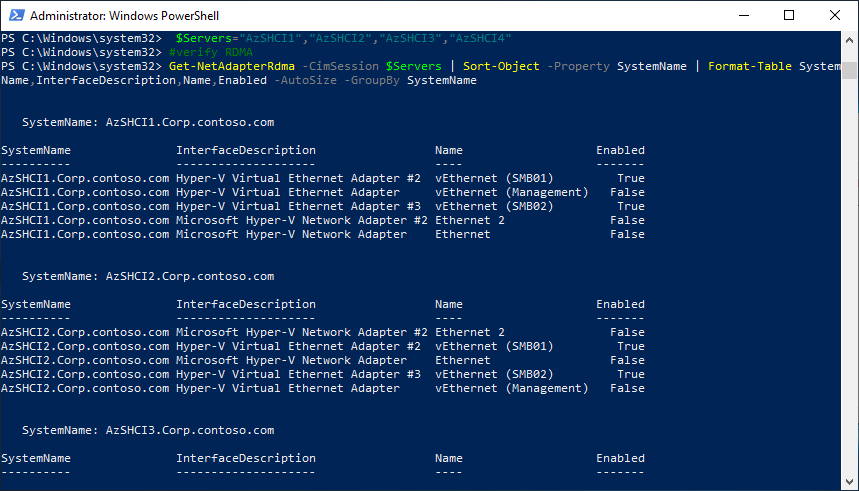 Administrator: Windows PowerShell
PS C:\Windows\system32>  $Servers="AzSHCI1","AzSHCI2","AzSHCI3","AzSHCI4"
PS C:\Windows\system32> #verify RDMA
PS C:\Windows\system32> Get-NetAdapterRdma -CimSession $Servers | Sort-Object -Property SystemName | Format-Table System
Name,InterfaceDescription,Name,Enabled -AutoSize -GroupBy SystemName
SystemName: AzSHCI1.Corp.contoso.com
SystemName InterfaceDescription Name Enabled
---------- -------------------- ---- -------
AzSHCI1.Corp.contoso.com Hyper-V Virtual Ethernet Adapter #2 vEthernet (SMB01) True
AzSHCI1.Corp.contoso.com Hyper-V Virtual Ethernet Adapter vEthernet (Management) False
AzSHCI1.Corp.contoso.com Hyper-V Virtual Ethernet Adapter #3 vEthernet (SMB02) True
AzSHCI1.Corp.contoso.com Microsoft Hyper-V Network Adapter #2 Ethernet 2 False
AzSHCI1.Corp.contoso.com Microsoft Hyper-V Network Adapter Ethernet False
SystemName: AzSHCI2.Corp.contoso.com
SystemName InterfaceDescription Name Enabled
---------- -------------------- ---- -------
AzSHCI2.Corp.contoso.com Microsoft Hyper-V Network Adapter #2 Ethernet 2 False
AzSHCI2.Corp.contoso.com Hyper-V Virtual Ethernet Adapter #2 vEthernet (SMB01) True
AzSHCI2.Corp.contoso.com Microsoft Hyper-V Network Adapter Ethernet False
AzSHCI2.Corp.contoso.com Hyper-V Virtual Ethernet Adapter #3 vEthernet (SMB02) True
AzSHCI2.Corp.contoso.com Hyper-V Virtual Ethernet Adapter vEthernet (Management) False
SystemName: AzSHCI3.Corp.contoso.com
SystemName InterfaceDescription Name Enabled
---------- -------------------- ---- -------